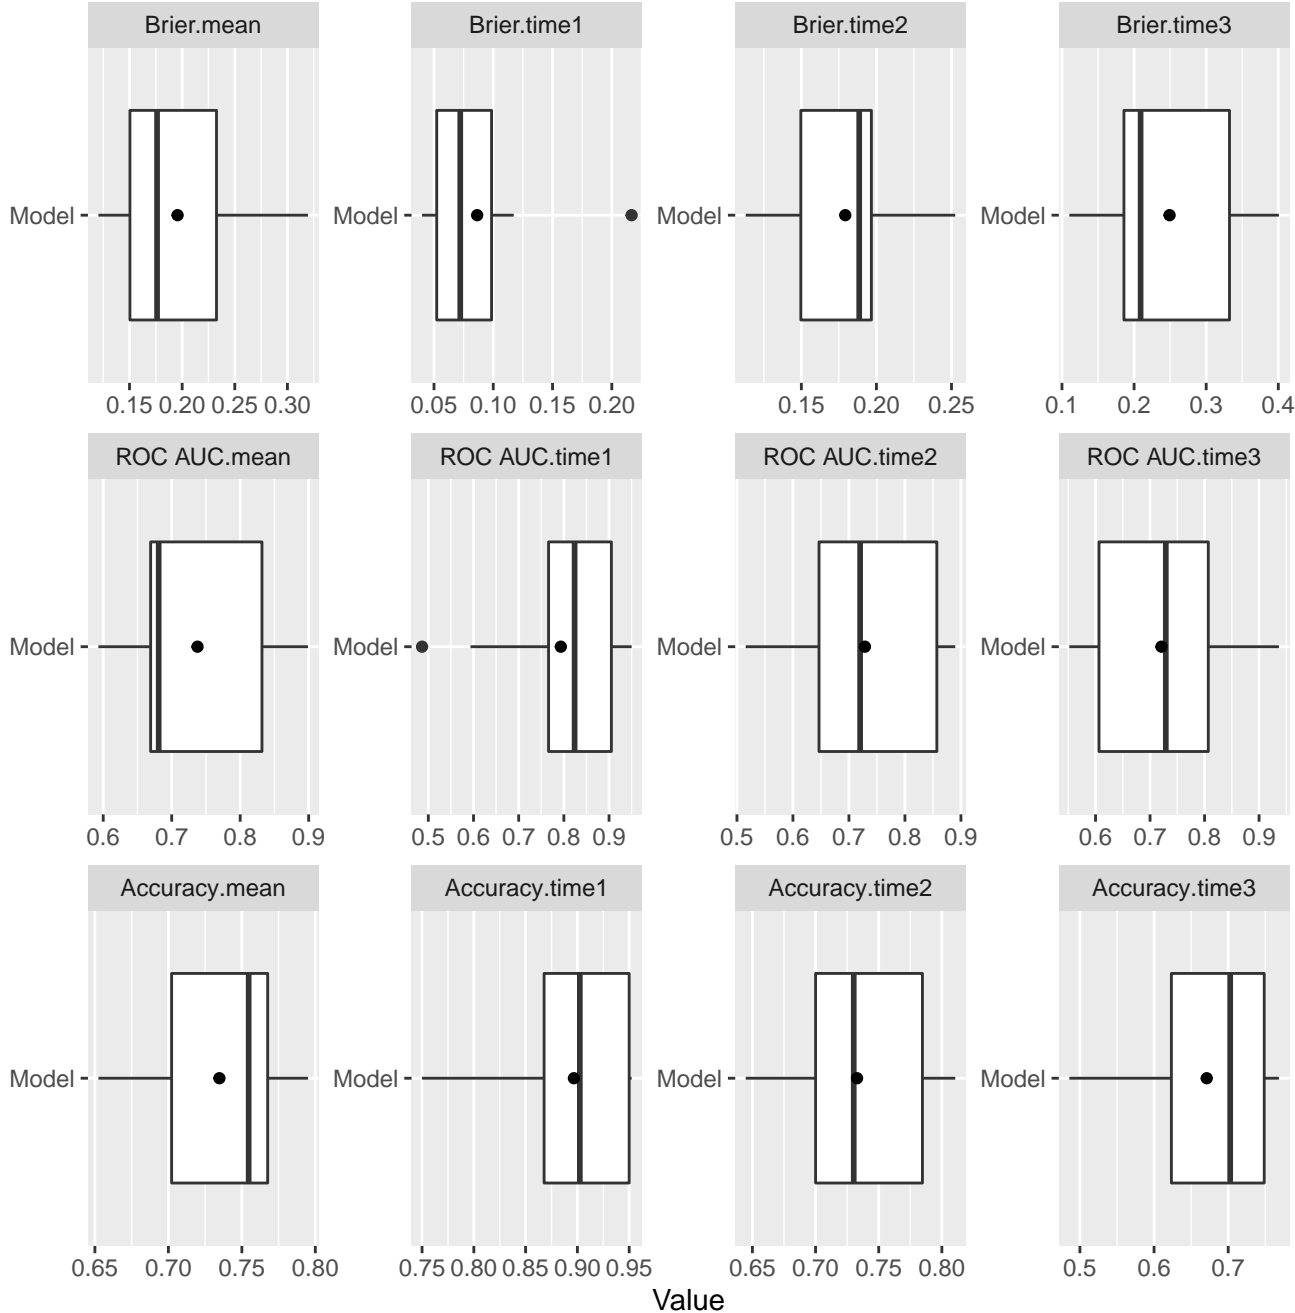 Brier.mean Brier.time1 Brier.time2 Brier.time3
Model Model Model Model
0.15 0.20 0.25 0.30 0.05 0.10 0.15 0.20 0.15 0.20 0.25 0.1 0.2 0.3 0.4
ROC AUC.mean ROC AUC.time1 ROC AUC.time2 ROC AUC.time3
Model Model Model Model
0.6 0.7 0.8 0.9 0.5 0.6 0.7 0.8 0.9 0.5 0.6 0.7 0.8 0.9 0.6 0.7 0.8 0.9
Accuracy.mean Accuracy.time1 Accuracy.time2 Accuracy.time3
Model Model Model Model
0.65 0.70 0.75 0.80 0.75 0.80 0.85 0.90 0.95 0.65 0.70 0.75 0.80 0.5 0.6 0.7
Value